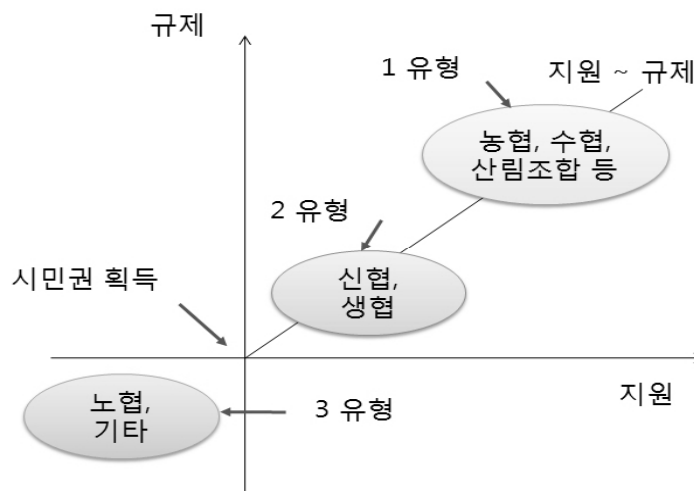 규제
1 유형
지원 ~ 규제
농협, 수협,
산림조합 등
2 유형
신협,
생협
시민권 획득
지원
노협,
기타
3 유형